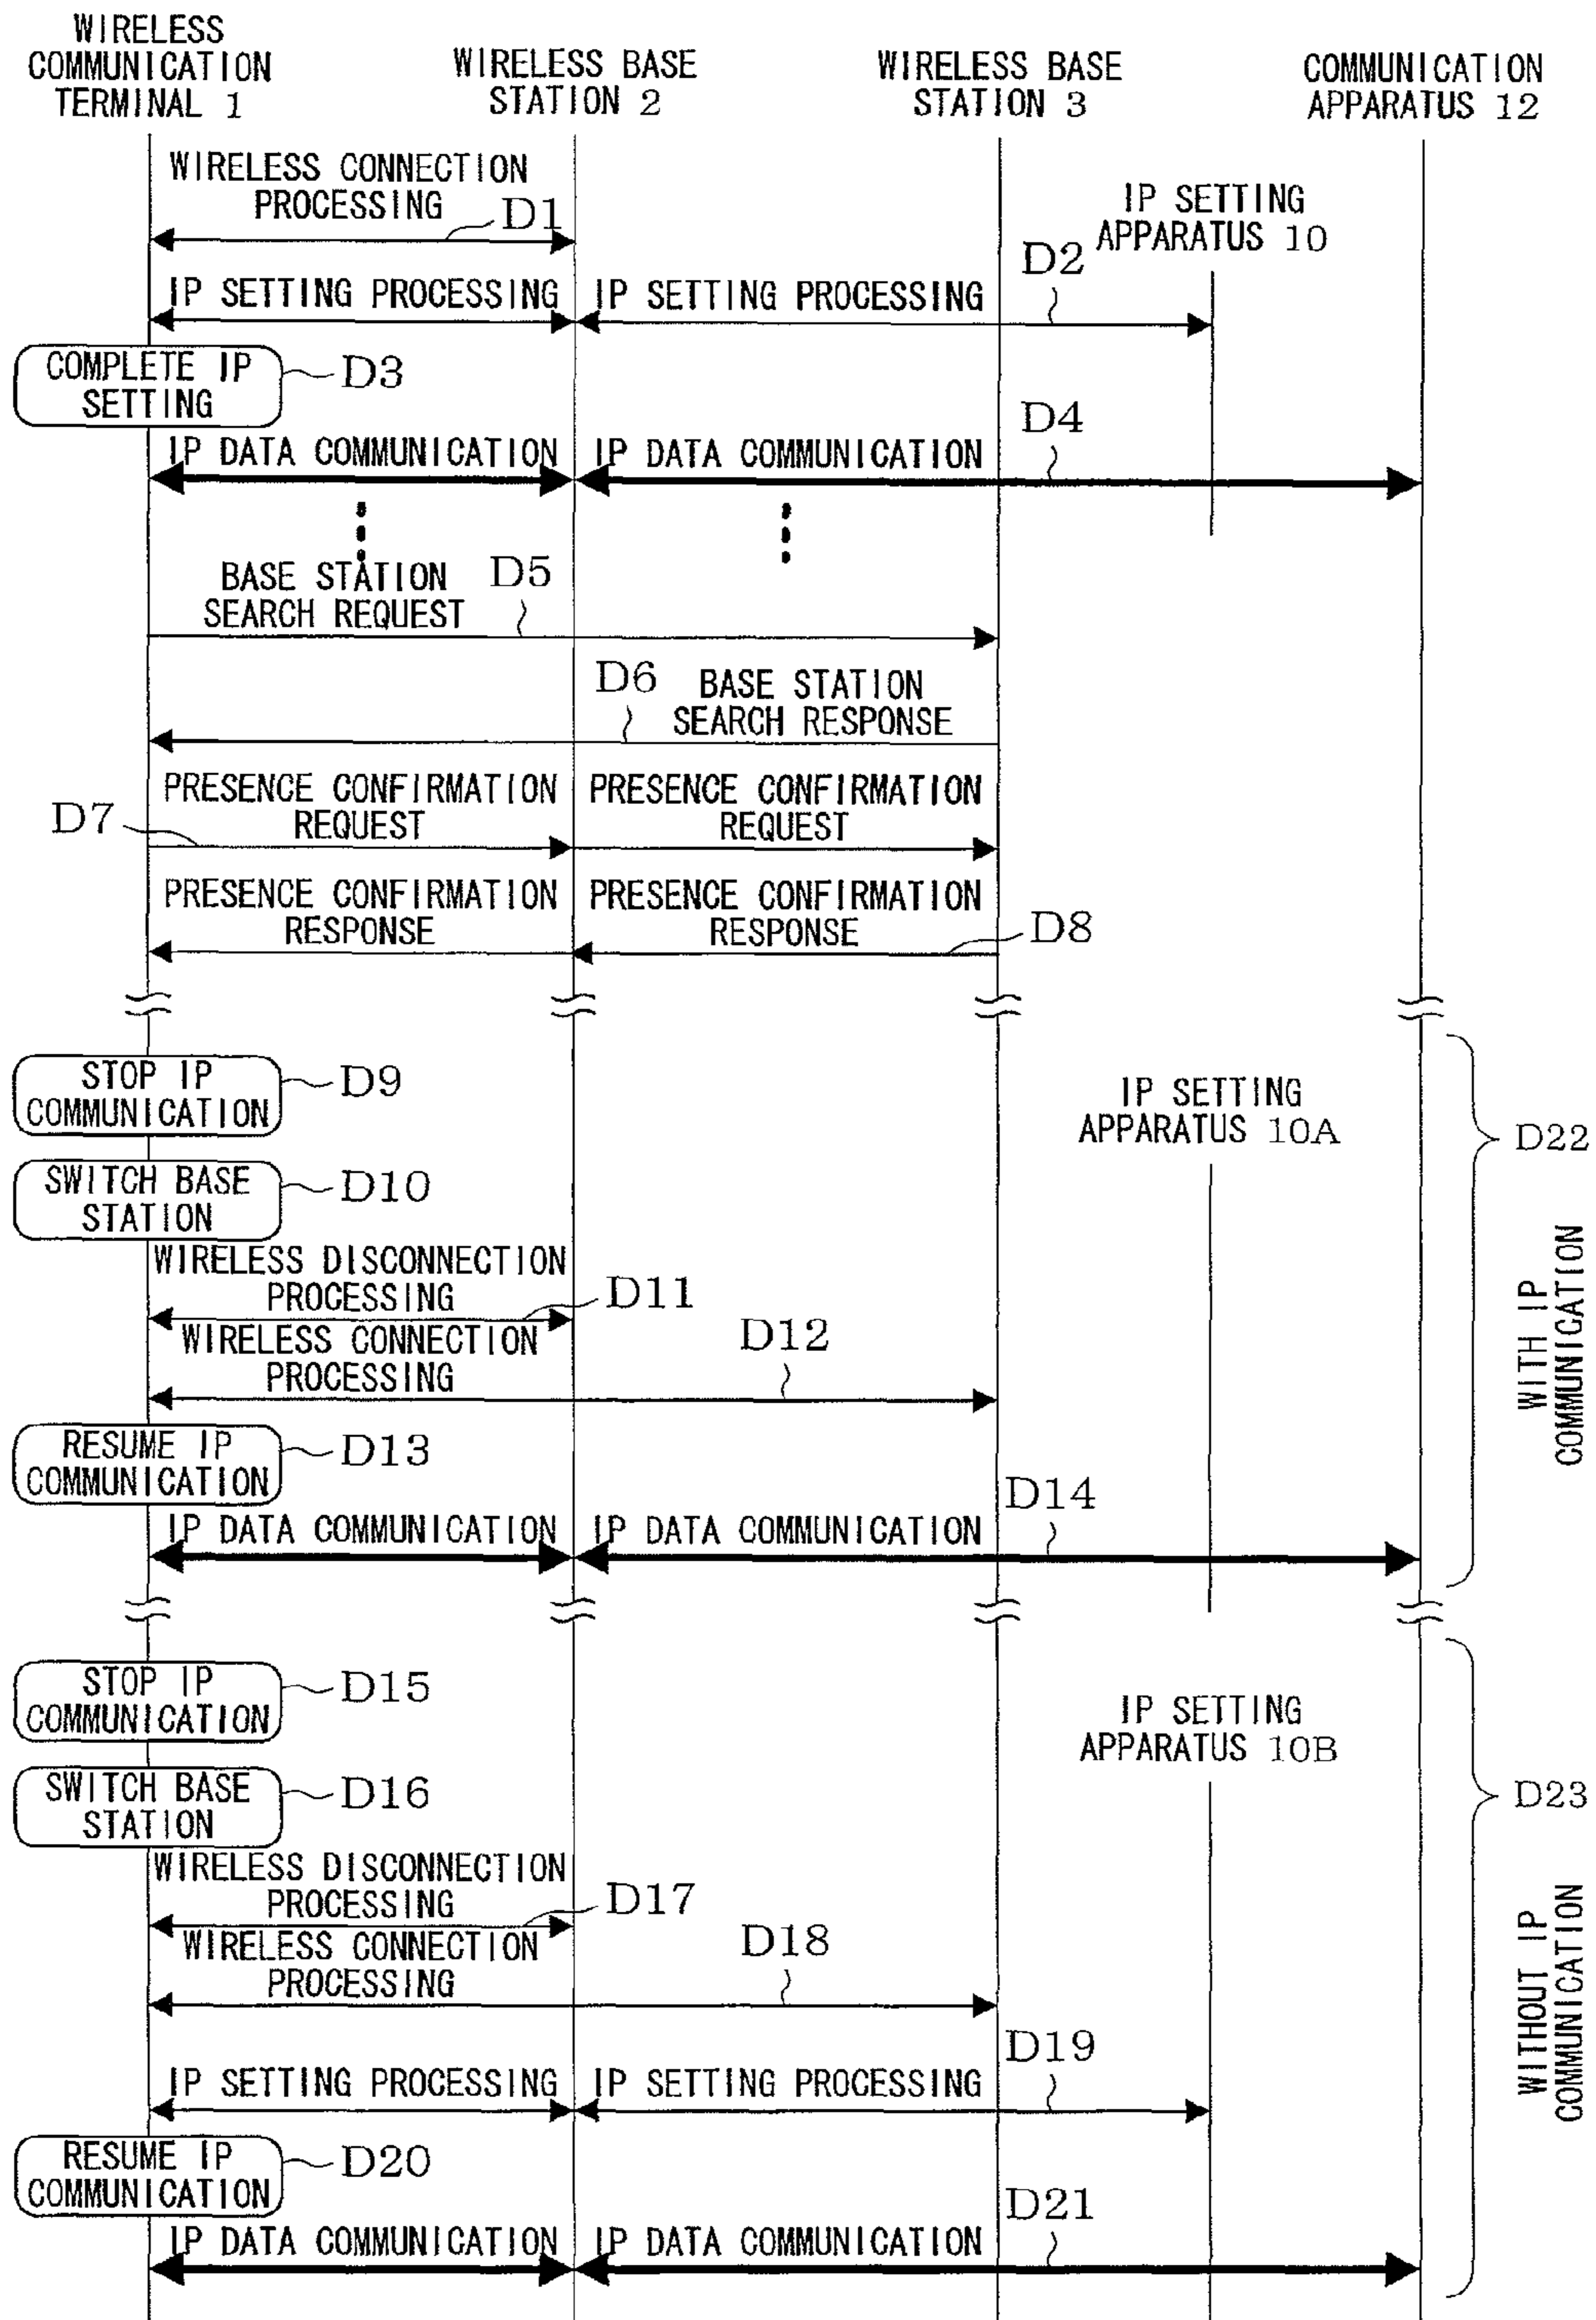 WIRELESS
COMMUNICATION
TERMINAL 1
WIRELESS BASE
STATION 2
WIRELESS BASE
STATION 3
COMMUNICATION
APPARATUS 12
WIRELESS CONNECTION
PROCESSING
D1
IP SETTING
APPARATUS 10
D2
IP SETTING PROCESSING
IP SETTING PROCESSING
COMPLETE IP
SETTING
D3
D4
IP DATA COMMUNICATION
IP DATA COMMUNICATION
BASE STATION
SEARCH REQUEST
D5
D6
BASE STATION
SEARCH RESPONSE
PRESENCE CONFIRMATION
REQUEST
PRESENCE CONFIRMATION
REQUEST
D7
PRESENCE CONFIRMATION
RESPONSE
PRESENCE CONFIRMATION
RESPONSE
D8
STOP IP
COMMUNICATION
D9
IP SETTING
APPARATUS 10A
D22
WITH IP
COMMUNICATION
SWITCH BASE
STATION
D10
WIRELESS DISCONNECTION
PROCESSING
D11
WIRELESS CONNECTION
PROCESSING
D12
RESUME IP
COMMUNICATION
D13
D14
IP DATA COMMUNICATION
IP DATA COMMUNICATION
STOP IP
COMMUNICATION
D15
IP SETTING
APPARATUS 10B
D23
WITHOUT IP
COMMUNICATION
SWITCH BASE
STATION
D16
WIRELESS DISCONNECTION
PROCESSING
D17
WIRELESS CONNECTION
PROCESSING
D18
D19
IP SETTING PROCESSING
IP SETTING PROCESSING
RESUME IP
COMMUNICATION
D20
D21
IP DATA COMMUNICATION
IP DATA COMMUNICATION